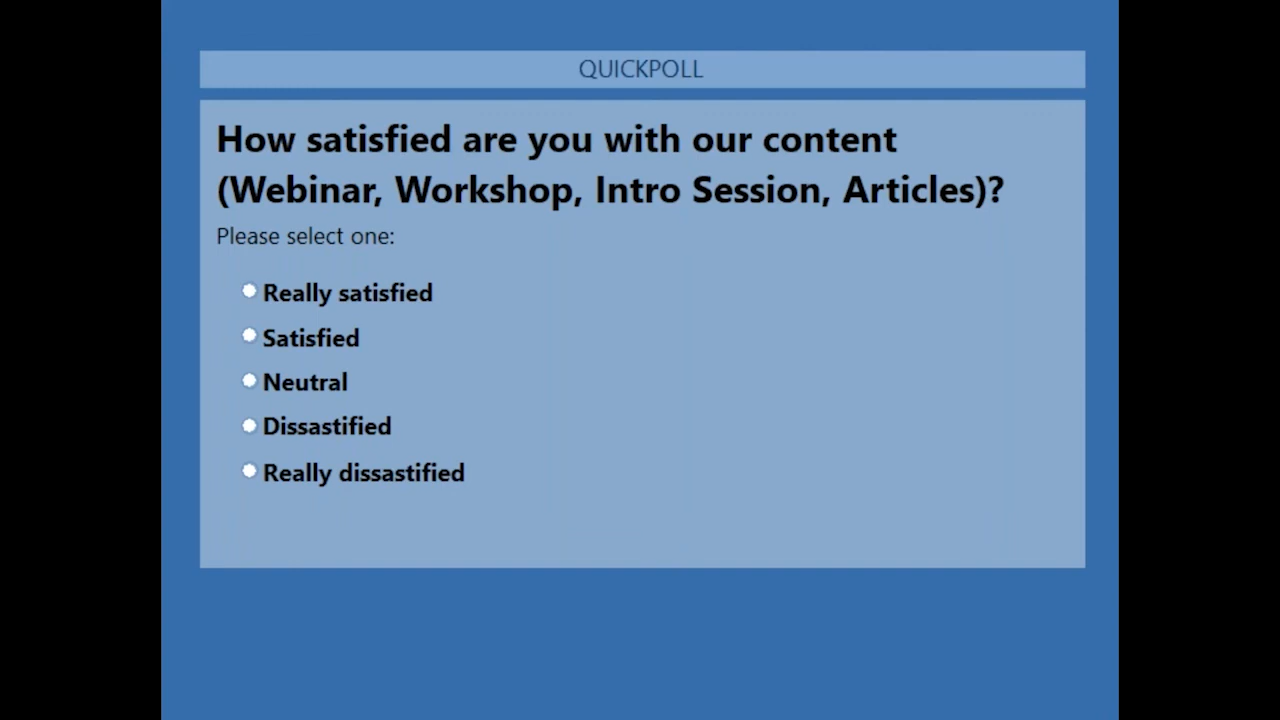 QUICKPOLL
How satisfied are you with our content
(Webinar, Workshop, Intro Session, Articles)?
Please select one:
Really satisfied
Satisfied
Neutral
Dissastified
Really dissastified